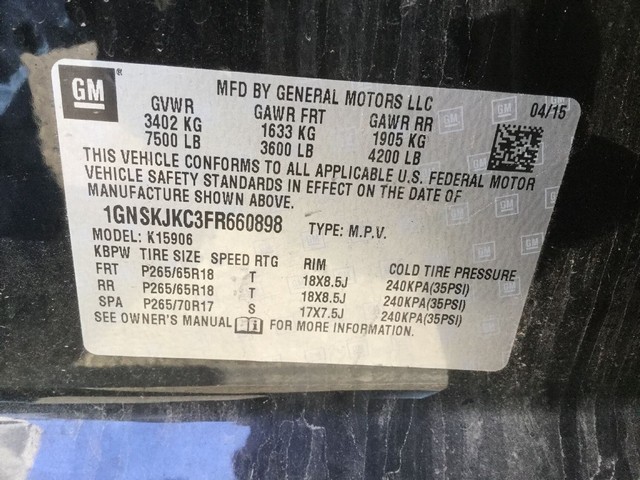 GM ®
MFD BY GENERAL MOTORS LLC
04/15
GVWR GAWR FRT GAWR RR
3402 KG 1633 KG 1905 KG
7500 LB 3600 LB 4200 LB
THIS VEHICLE CONFORMS TO ALL APPLICABLE U.S. FEDERAL MOTOR
VEHICLE SAFETY STANDARDS IN EFFECT ON THE DATE OF
MANUFACTURE SHOWN ABOVE.
1GNSKJKC3FR660898 TYPE: M.P.V.
MODEL: K15906
KBPW TIRE SIZE SPEED RTG RIM COLD TIRE PRESSURE
FRT P265/65R18 T 18X8.5J 240KPA(35PSI)
RR P265/65R18 T 18X8.5J 240KPA(35PSI)
SPA P265/70R17 S 17X7.5J 240KPA(35PSI)
SEE OWNER'S MANUAL FOR MORE INFORMATION.